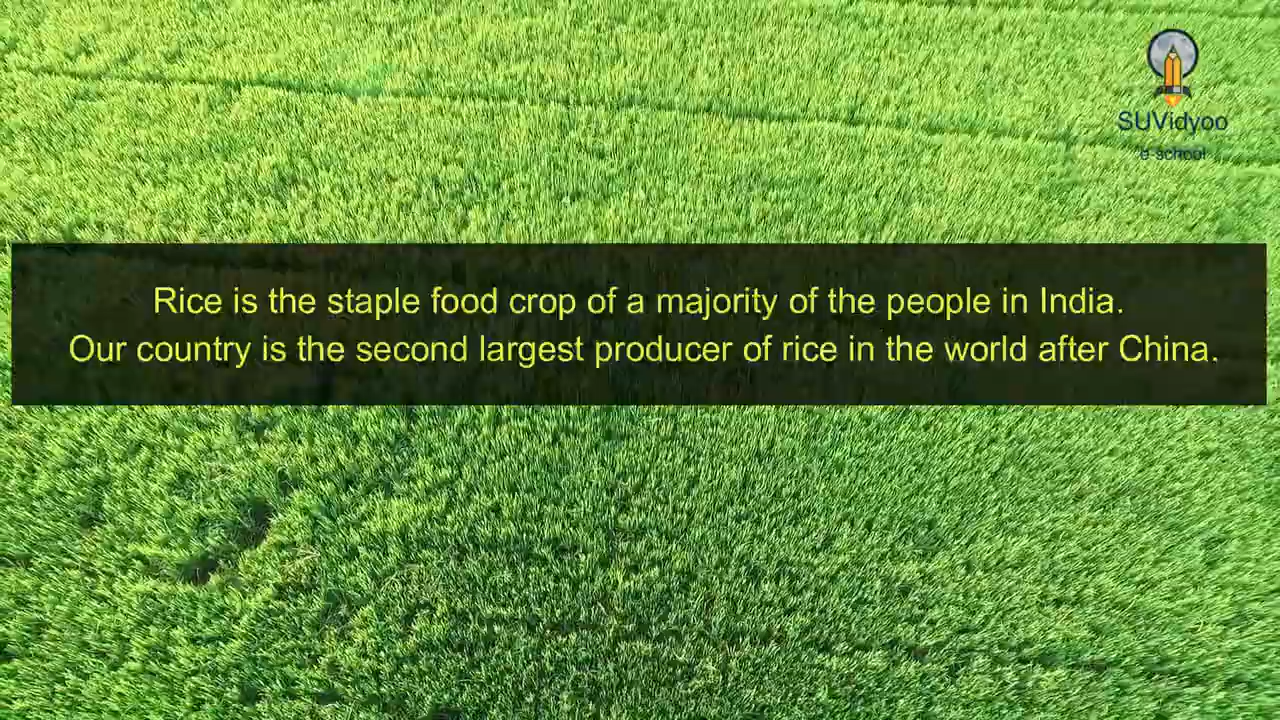 SUVidyoo
e-school
Rice is the staple food crop of a majority of the people in India.
Our country is the second largest producer of rice in the world after China.